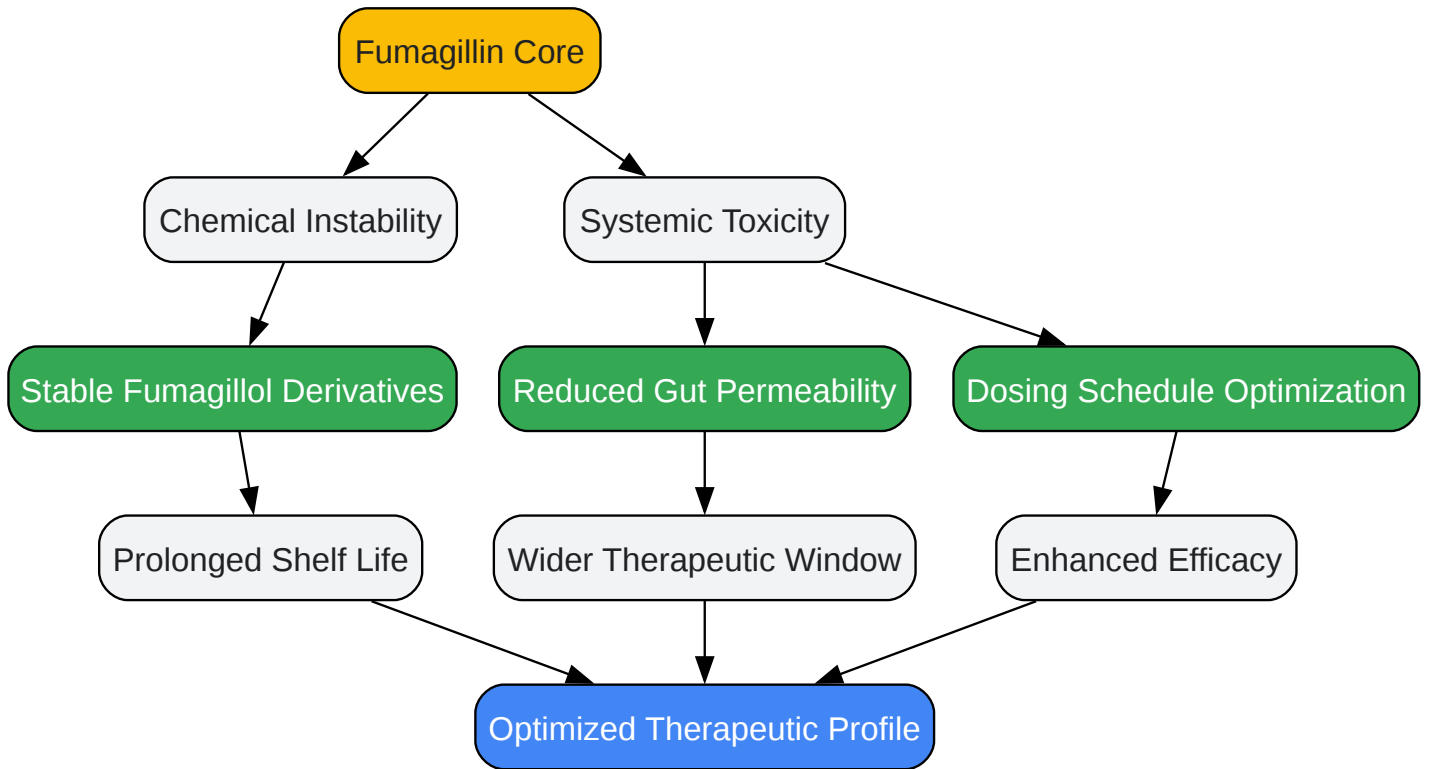 Fumagillin Core
Chemical Instability
Systemic Toxicity
Stable Fumagillol Derivatives
Reduced Gut Permeability
Dosing Schedule Optimization
Prolonged Shelf Life
Wider Therapeutic Window
Enhanced Efficacy
Optimized Therapeutic Profile